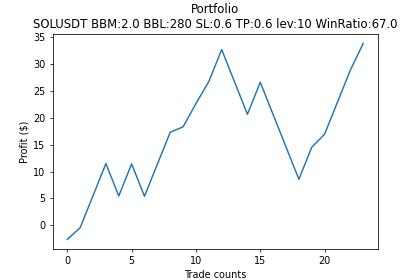 Portfolio
SOLUSDT BBM:2.0 BBL:280 SL:0.6 TP:0.6 lev:10 WinRatio:67.0
35
30
25
20
15
10
5
0
Profit ($)
0 5 10 15 20
Trade counts